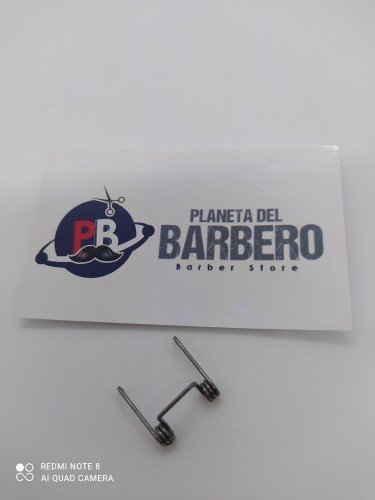 PB
PLANETA DEL
BARBERO
Barber Store
REDMI NOTE 8
AI QUAD CAMERA